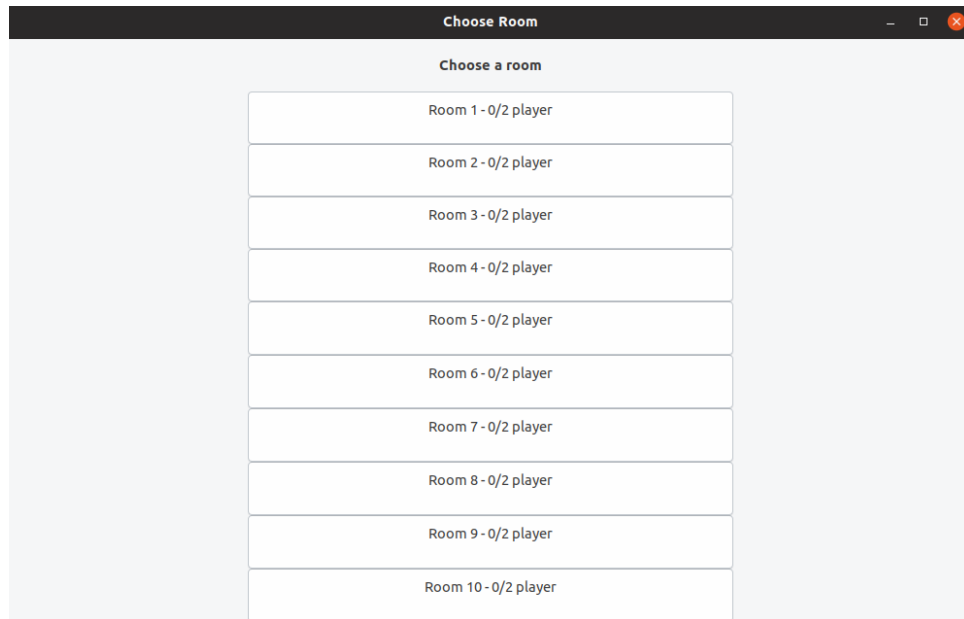 Choose Room
Choose a room
Room 1 - 0/2 player
Room 2 - 0/2 player
Room 3 - 0/2 player
Room 4 - 0/2 player
Room 5 - 0/2 player
Room 6 - 0/2 player
Room 7 - 0/2 player
Room 8 - 0/2 player
Room 9 - 0/2 player
Room 10 - 0/2 player